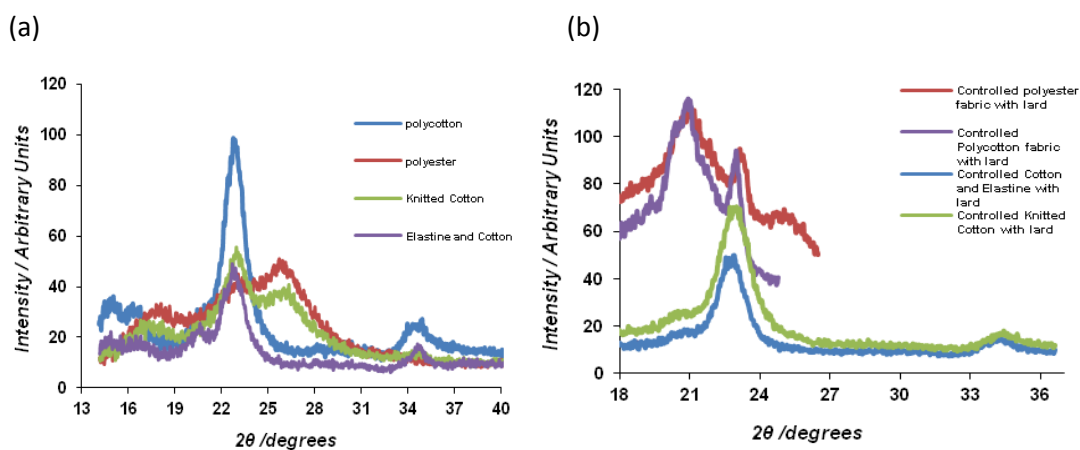 (a)
(b)
Intensity / Arbitrary Units
120
100
80
60
40
20
0
13 16 19 22 25 28 31 34 37 40
2θ /degrees
polycotton
polyester
Knitted Cotton
Elastine and Cotton
Intensity / Arbitrary Units
120
100
80
60
40
20
0
18 21 24 27 30 33 36
2θ /degrees
Controlled polyester
fabric with lard
Controlled
Polycotton fabric
with lard
Controlled Cotton
and Elastine with
lard
Controlled Knitted
Cotton with lard